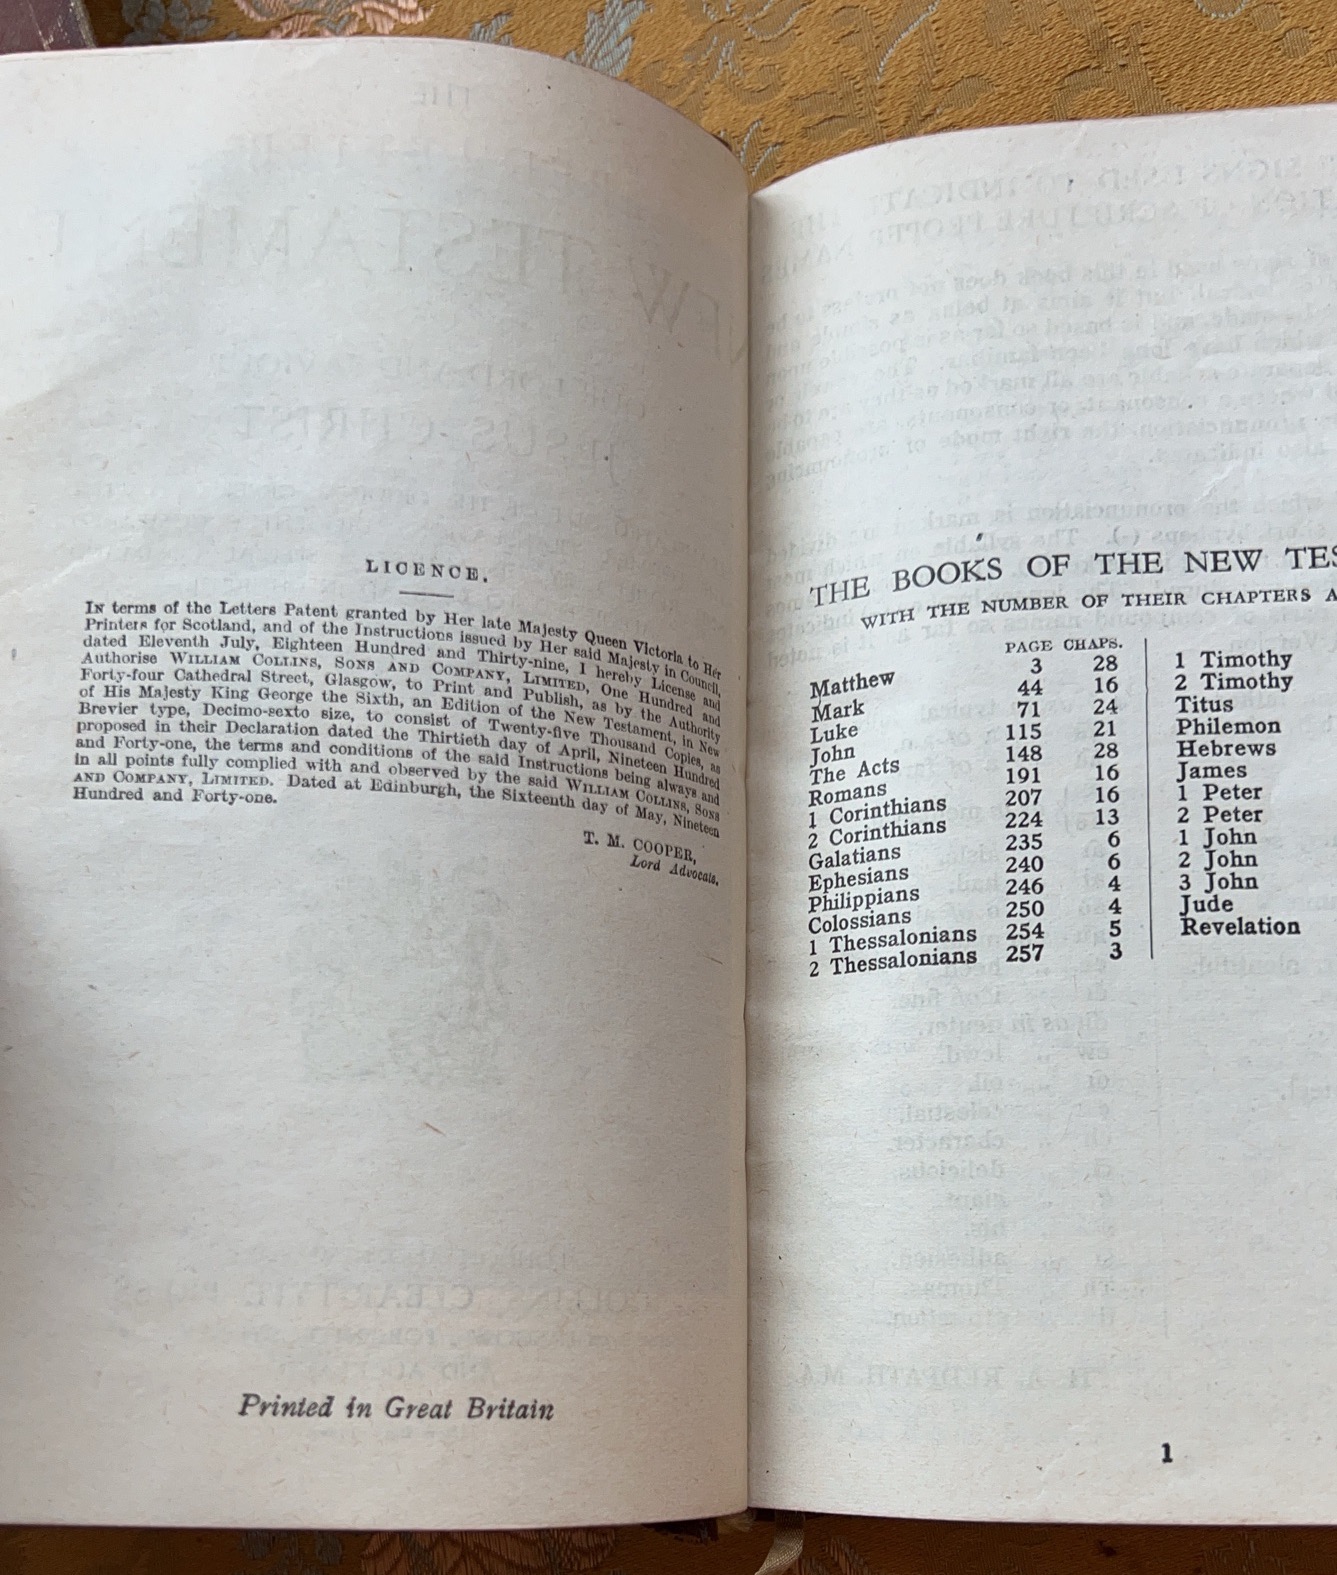 LICENCE.
IN terms of the Letters Patent granted by Her late Majesty Queen Victoria to Her
Printers for Scotland, and of the Instructions issued by Her said Majesty in Council,
dated Eleventh July, Eighteen Hundred and Thirty-nine, I hereby License and
Authorise WILLIAM COLLINS, SONS AND COMPANY, LIMITED, One Hundred and
Forty-four Cathedral Street, Glasgow, to Print and Publish, as by the Authority
of His Majesty King George the Sixth, an Edition of the New Testament, in New
Brevier type, Decimo-sexto size, to consist of Twenty-five Thousand Copies, as
proposed in their Declaration dated the Thirtieth day of April, Nineteen Hundred
and Forty-one, the terms and conditions of the said Instructions being always and
in all points fully complied with and observed by the said WILLIAM COLLINS, SONS
AND COMPANY, LIMITED. Dated at Edinburgh, the Sixteenth day of May, Nineteen
Hundred and Forty-one.
T. M. COOPER,
Lord Advocate.
Printed in Great Britain
THE BOOKS OF THE NEW TES
WITH THE NUMBER OF THEIR CHAPTERS A
PAGE CHAPS.
Matthew 3 28
Mark 44 16
Luke 71 24
John 115 21
The Acts 148 28
Romans 191 16
1 Corinthians 207 16
2 Corinthians 224 13
Galatians 235 6
Ephesians 240 6
Philippians 246 4
Colossians 250 4
1 Thessalonians 254 5
2 Thessalonians 257 3
1 Timothy
2 Timothy
Titus
Philemon
Hebrews
James
1 Peter
2 Peter
1 John
2 John
3 John
Jude
Revelation
1